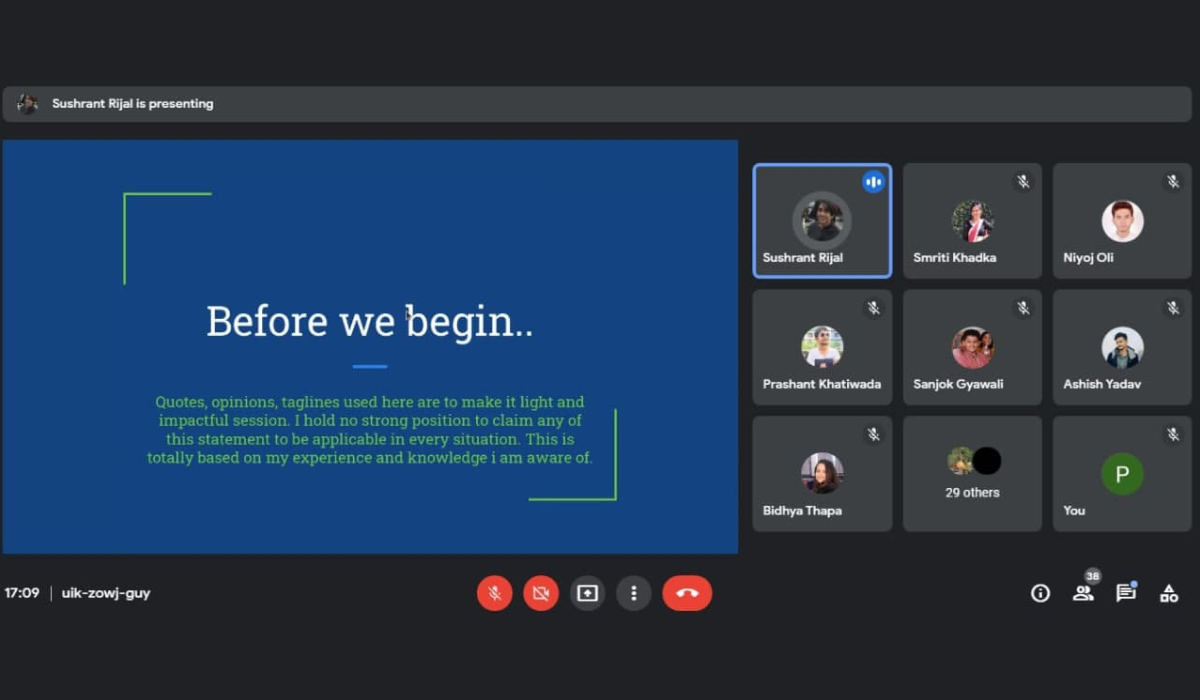 Sushrant Rijal is presenting
Before we begin..
Quotes, opinions, taglines used here are to make it light and
impactful session. I hold no strong position to claim any of
this statement to be applicable in every situation. This is
totally based on my experience and knowledge i am aware of.
Sushrant Rijal
Smriti Khadka
Niyoj Oli
Prashant Khatiwada
Sanjok Gyawali
Ashish Yadav
Bidhya Thapa
29 others
P
You
17:09 | uik-zowj-guy
38